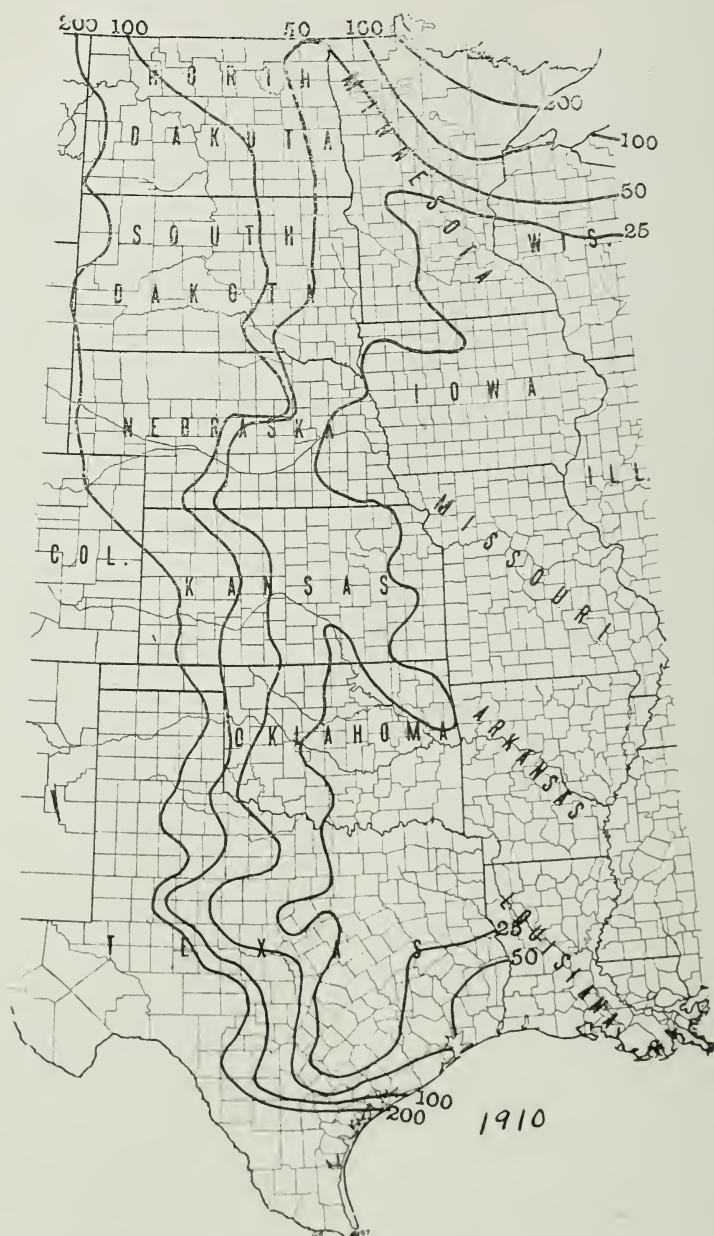 200 100 50 100
NORTH
DAKOTA
MINNESOTA
200
100
50
25
SOUTH
DAKOTA
WIS.
IOWA
NEBRASKA
ILL.
MISSOURI
COL.
KANSAS
OKLAHOMA
ARKANSAS
LOUISIANA
TEXAS
25
50
100
200
1910